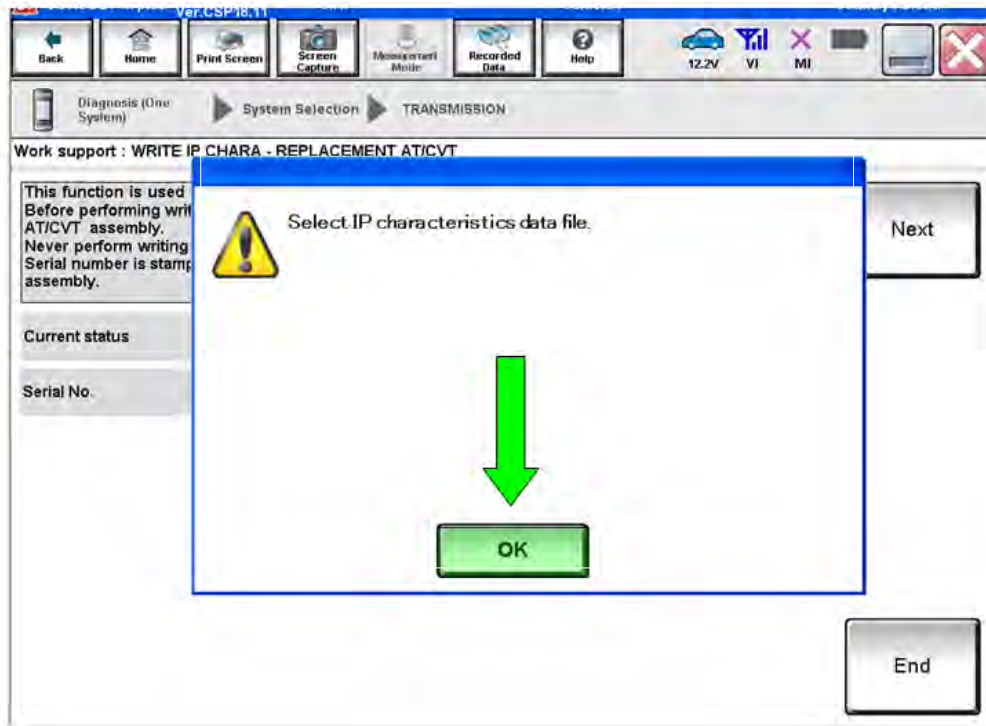 Ver.CSP18.11
Back
Home
Print Screen
Screen
Capture
Measurement
Mode
Recorded
Data
Help
12.2V
VI
MI
Diagnosis (One
System)
System Selection
TRANSMISSION
Work support : WRITE IP CHARA - REPLACEMENT AT/CVT
This function is used
Before performing writ
AT/CVT assembly.
Never perform writing
Serial number is stamp
assembly.
Select IP characteristics data file.
Next
Current status
Serial No.
OK
End